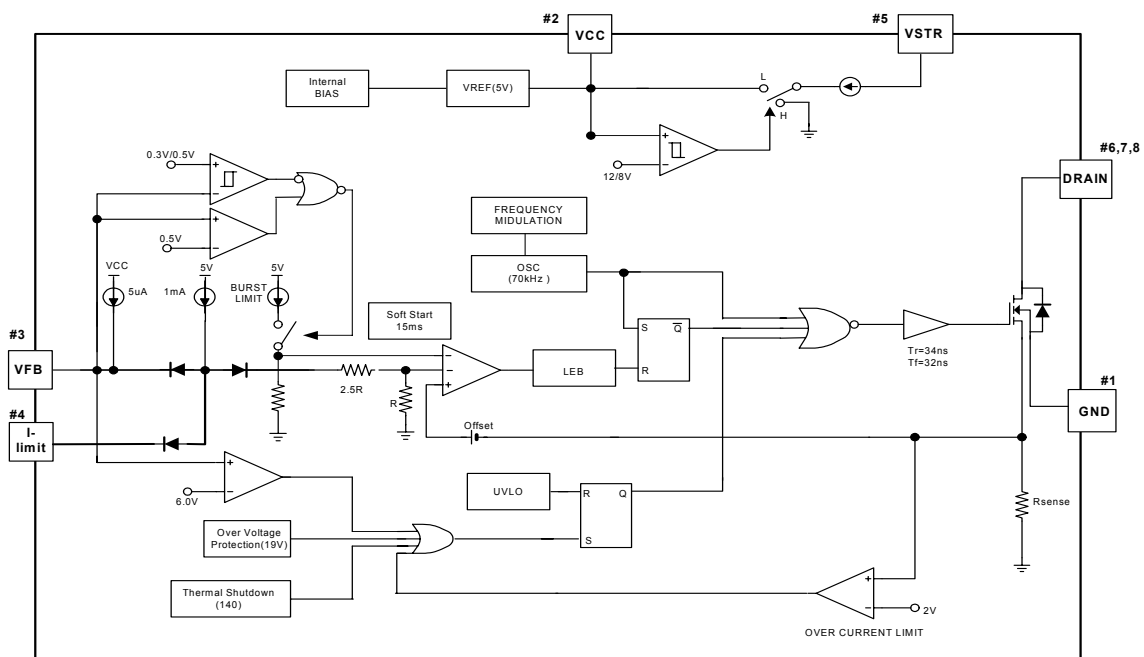 #2
VCC
#5
VSTR
Internal
BIAS
VREF(5V)
L
H
+
−
12/8V
#6,7,8
DRAIN
0.3V/0.5V
+
−
+
−
0.5V
FREQUENCY
MIDULATION
OSC
(70kHz )
VCC
5uA
5V
1mA
5V
BURST
LIMIT
Soft Start
15ms
S
Q
R
Tr=34ns
Tf=32ns
#3
VFB
#4
I-
limit
2.5R
R
−
−
+
LEB
#1
GND
Offset
+
−
6.0V
UVLO
R
Q
S
Rsense
Over Voltage
Protection(19V)
Thermal Shutdown
(140)
+
−
2V
OVER CURRENT LIMIT